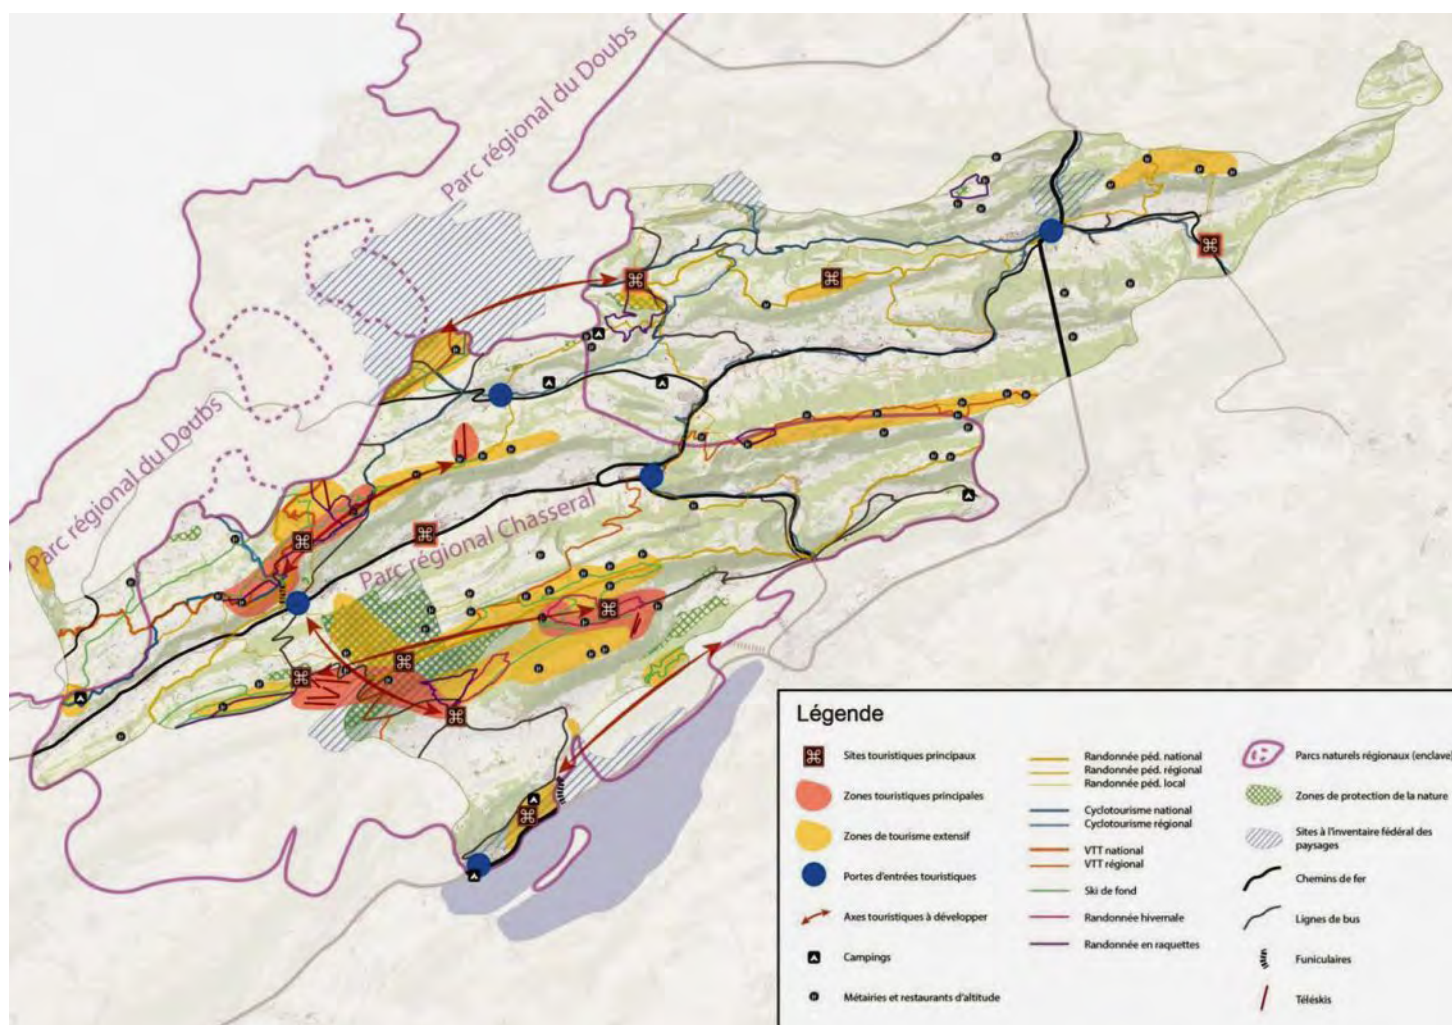 Parc régional du Doubs
Parc régional du Doubs
Parc régional Chasseral
Légende
Sites touristiques principaux
Zones touristiques principales
Zones de tourisme extensif
Portes d'entrées touristiques
Axes touristiques à développer
Campings
Métairies et restaurants d'altitude
Randonnée péd. national
Randonnée péd. régional
Randonnée péd. local
Cyclotourisme national
Cyclotourisme régional
VTT national
VTT régional
Ski de fond
Randonnée hivernale
Randonnée en raquettes
Parcs naturels régionaux (enclave)
Zones de protection de la nature
Sites à l'inventaire fédéral des
paysages
Chemins de fer
Lignes de bus
Funiculaires
Téléskis